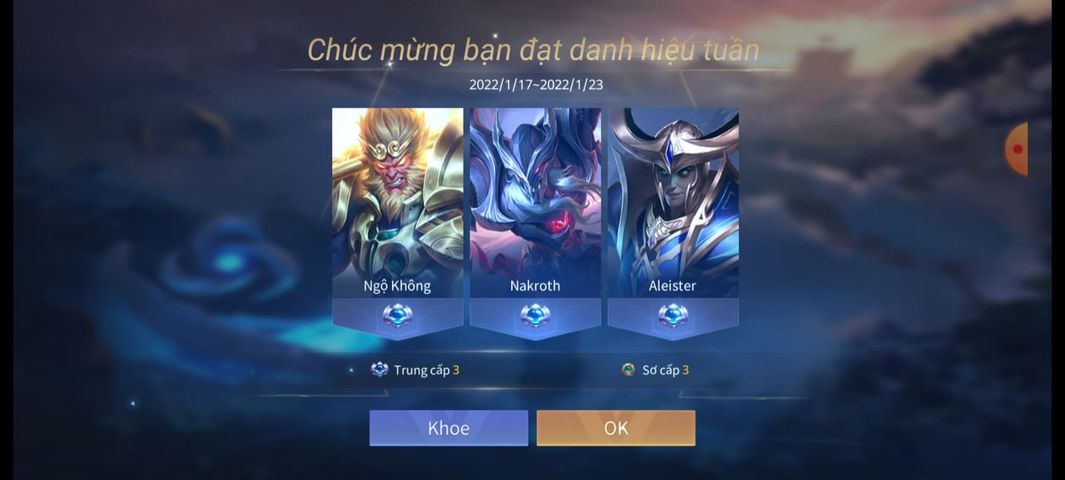 Chúc mừng bạn đạt danh hiệu tuần
2022/1/17~2022/1/23
Ngộ Không
Nakroth
Aleister
Trung cấp 3
Sơ cấp 3
Khoe
OK